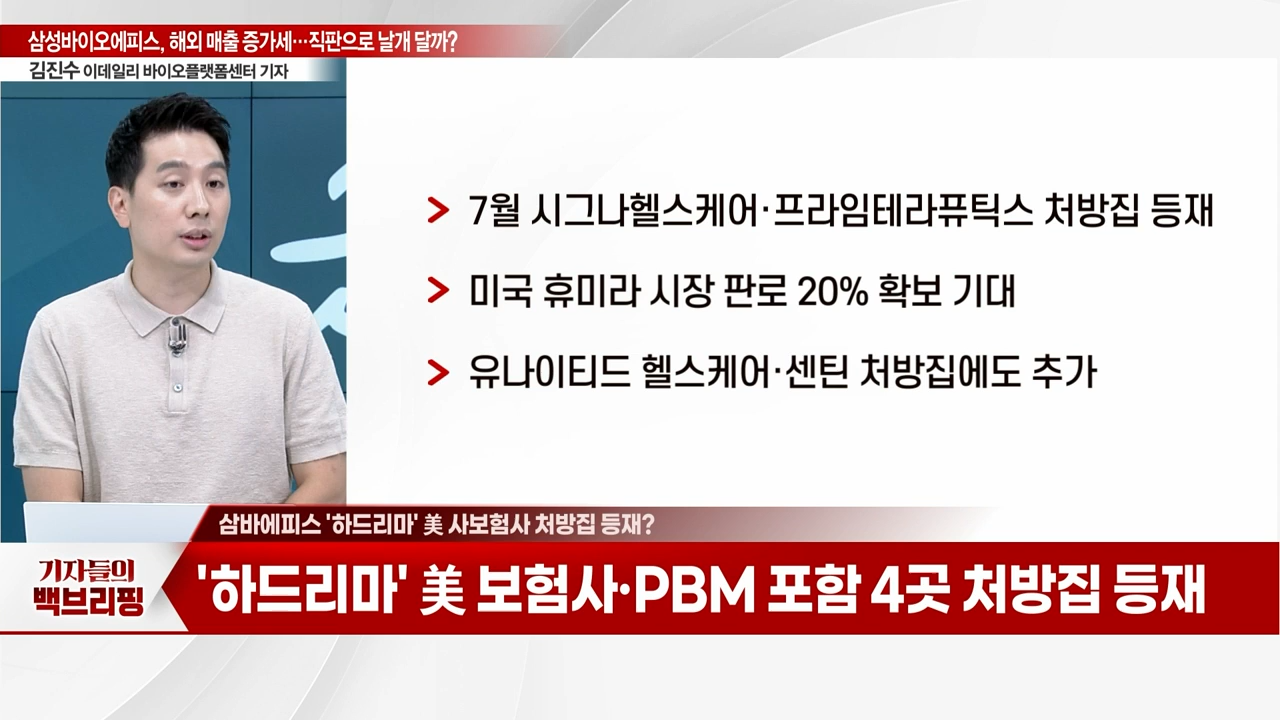 삼성바이오에피스, 해외 매출 증가세…직판으로 날개 달까?
김진수 이데일리 바이오플랫폼센터 기자
7월 시그나헬스케어·프라임테라퓨틱스 처방집 등재
미국 휴미라 시장 판로 20% 확보 기대
유나이티드 헬스케어·센틴 처방집에도 추가
삼바에피스 '하드리마' 美 사보험사 처방집 등재?
기자들의
백브리핑
'하드리마' 美 보험사·PBM 포함 4곳 처방집 등재